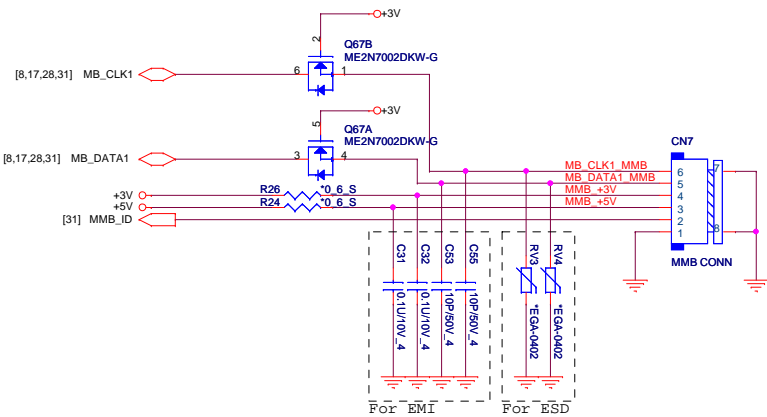 +3V
2
Q67B
ME2N7002DKW-G
[8,17,28,31] MB_CLK1
6
1
+3V
5
Q67A
ME2N7002DKW-G
[8,17,28,31] MB_DATA1
3
4
CN7
MB_CLK1_MMB
6
7
MB_DATA1_MMB
5
+3V
R26
*0_6_S
MMB_+3V
4
+5V
R24
*0_6_S
MMB_+5V
3
[31] MMB_ID
2
1
8
MMB CONN
C31
0.1U/10V_4
C32
0.1U/10V_4
C53
10P/50V_4
C55
10P/50V_4
RV3
*EGA-0402
RV4
*EGA-0402
For EMI
For ESD